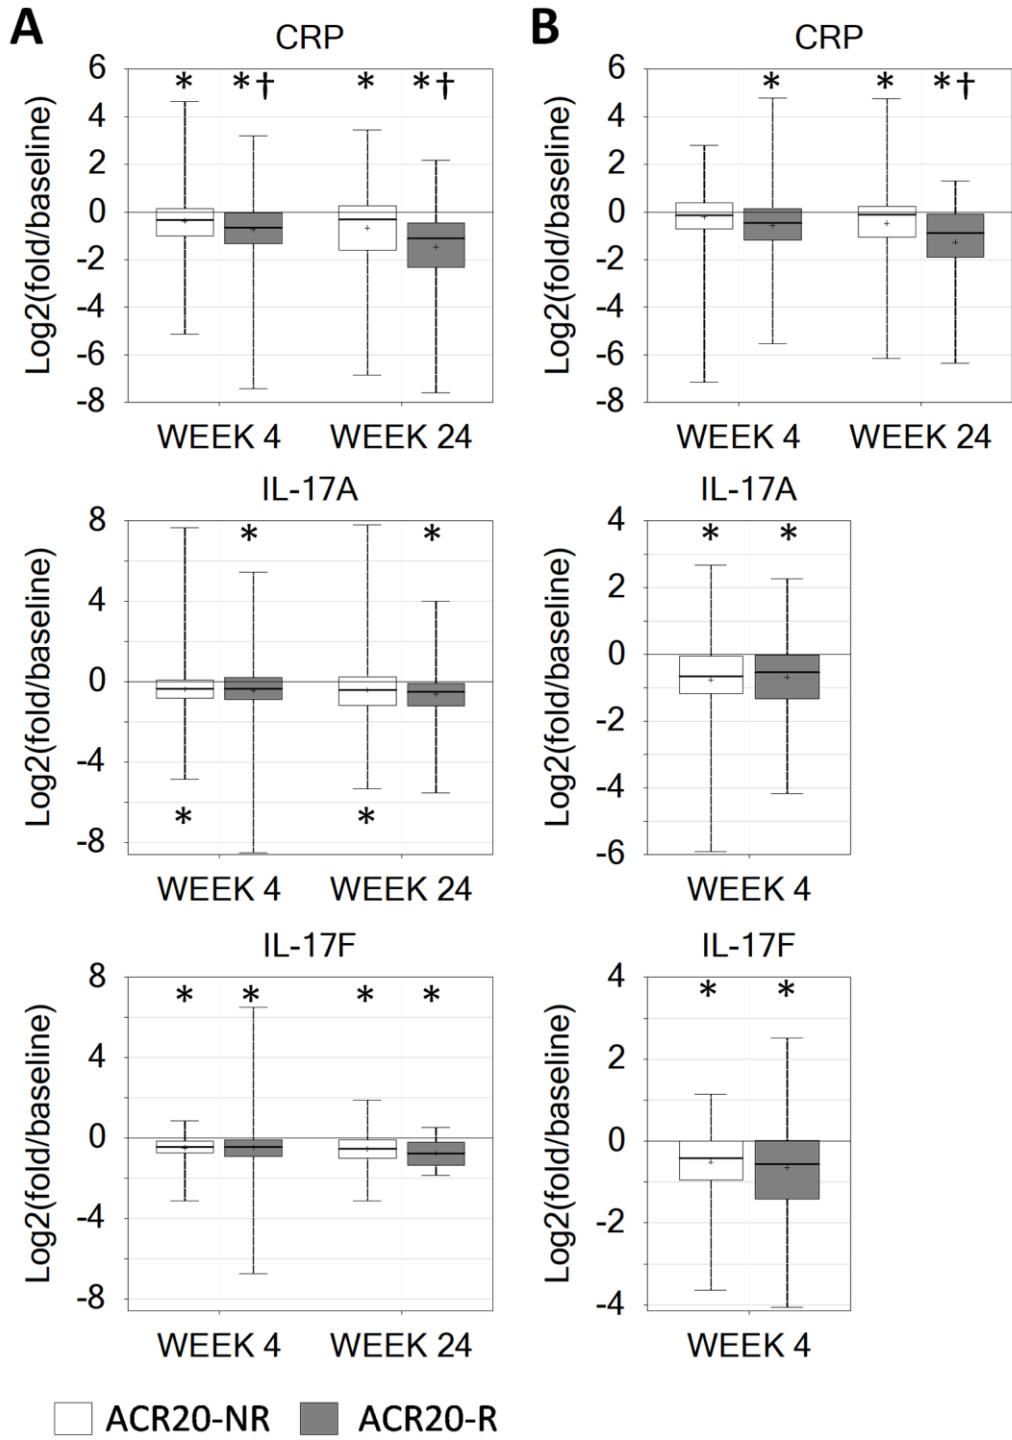 A
CRP
Log2(fold/baseline)
6
4
2
0
-2
-4
-6
-8
* *† * *†
WEEK 4 WEEK 24
B
CRP
Log2(fold/baseline)
6
4
2
0
-2
-4
-6
-8
* * *†
WEEK 4 WEEK 24
IL-17A
Log2(fold/baseline)
8
4
0
-4
-8
* *
* *
WEEK 4 WEEK 24
IL-17A
Log2(fold/baseline)
4
2
0
-2
-4
-6
* *
WEEK 4
IL-17F
Log2(fold/baseline)
8
4
0
-4
-8
* * * *
WEEK 4 WEEK 24
IL-17F
Log2(fold/baseline)
4
2
0
-2
-4
* *
WEEK 4
ACR20-NR ACR20-R